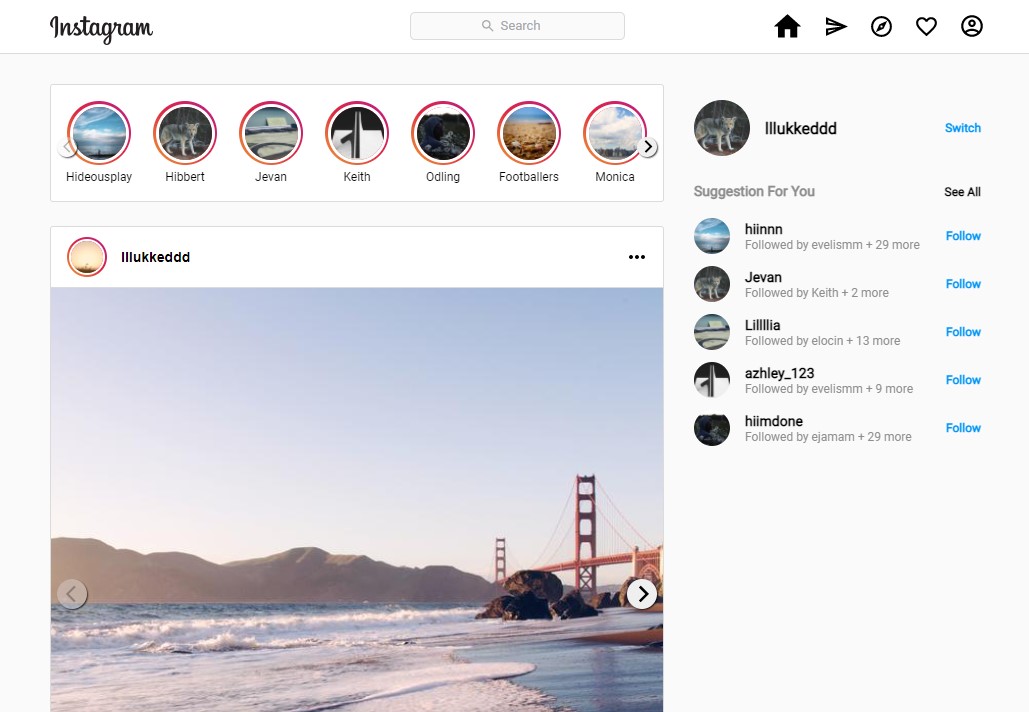 Instagram
Search
Hideousplay
Hibbert
Jevan
Keith
Odling
Footballers
Monica
lllukkeddd
Switch
Suggestion For You
See All
hiinnn
Followed by evelismm + 29 more
Follow
Jevan
Followed by Keith + 2 more
Follow
Lillllia
Followed by elocin + 13 more
Follow
azhley_123
Followed by evelismm + 9 more
Follow
hiimdone
Followed by ejamam + 29 more
Follow
lllukkeddd